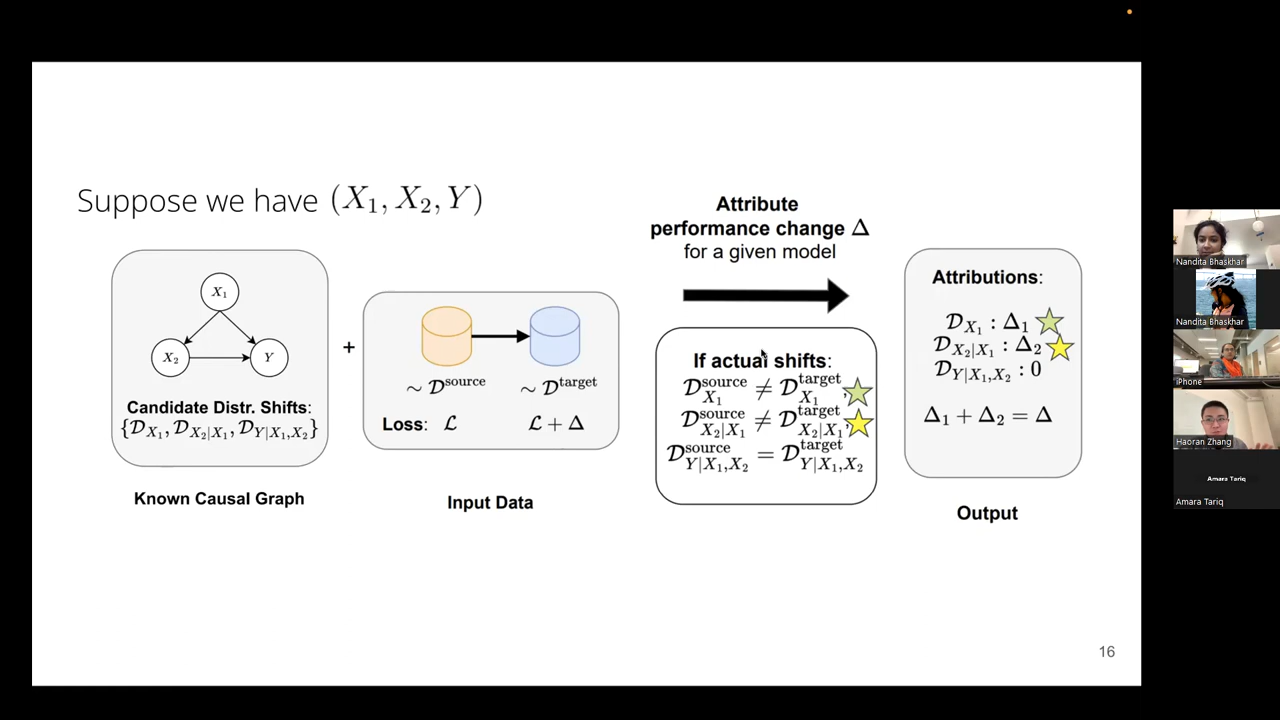 Suppose we have (X₁, X₂, Y)
X₁
X₂
Y
Candidate Distr. Shifts:
{𝒟_{X₁}, 𝒟_{X₂|X₁}, 𝒟_{Y|X₁,X₂}}
Known Causal Graph
+
∼ 𝒟^{source}
∼ 𝒟^{target}
Loss: ℒ
ℒ + Δ
Input Data
Attribute
performance change Δ
for a given model
If actual shifts:
𝒟^{source}_{X₁} ≠ 𝒟^{target}_{X₁},
𝒟^{source}_{X₂|X₁} ≠ 𝒟^{target}_{X₂|X₁},
𝒟^{source}_{Y|X₁,X₂} = 𝒟^{target}_{Y|X₁,X₂}
Attributions:
𝒟_{X₁} : Δ₁
𝒟_{X₂|X₁} : Δ₂
𝒟_{Y|X₁,X₂} : 0
Δ₁ + Δ₂ = Δ
Output
16
Nandita Bhaskhar
Nandita Bhaskhar
iPhone
Haoran Zhang
Amara Tariq
Amara Tariq